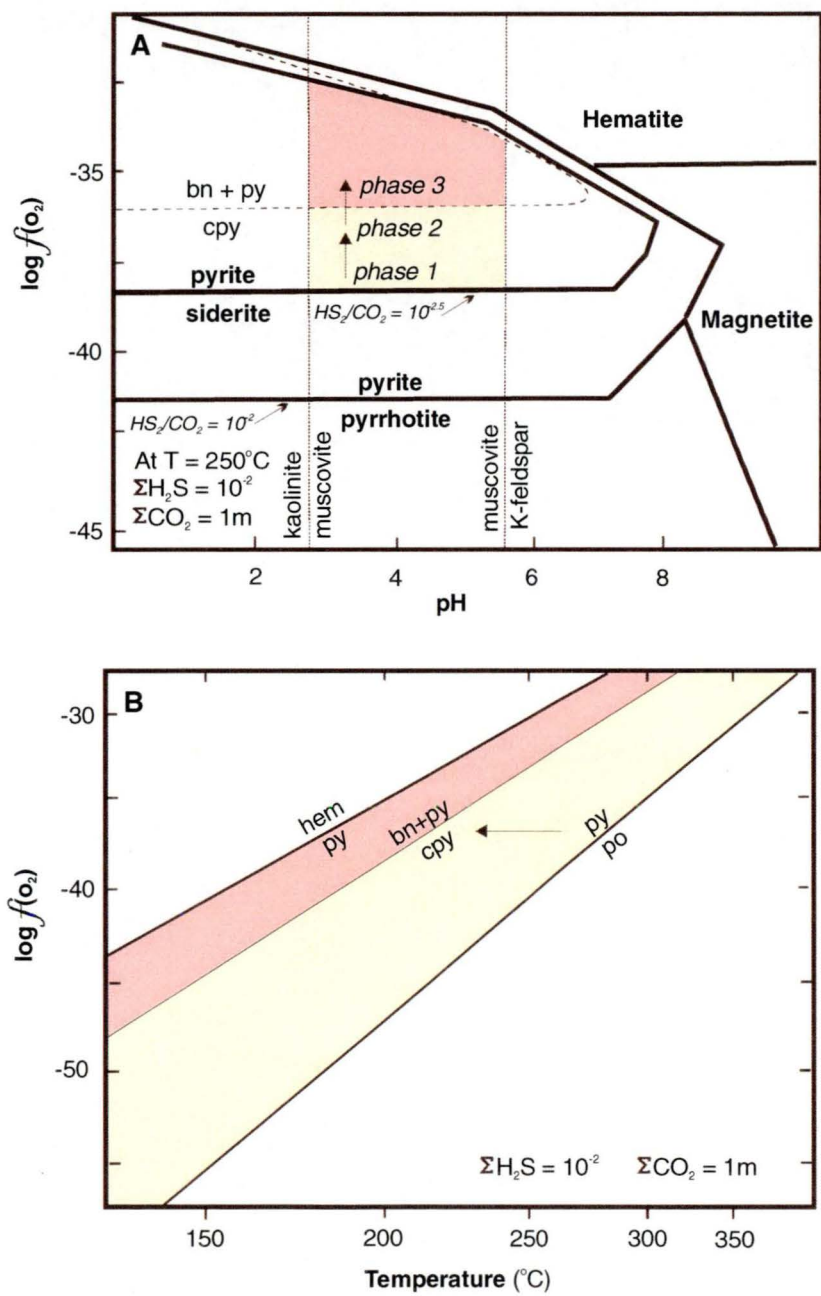 A
Hematite
-35
bn + py
phase 3
cpy
phase 2
log f(o₂)
pyrite
phase 1
siderite
HS₂/CO₂ = 10⁻²·⁵
Magnetite
-40
pyrite
HS₂/CO₂ = 10⁻²
pyrrhotite
At T = 250°C
ΣH₂S = 10⁻²
ΣCO₂ = 1m
kaolinite
muscovite
muscovite
K-feldspar
-45
2 4 6 8
pH
B
-30
hem
py
bn+py
cpy
py
po
log f(o₂)
-40
-50
ΣH₂S = 10⁻² ΣCO₂ = 1m
150 200 250 300 350
Temperature (°C)